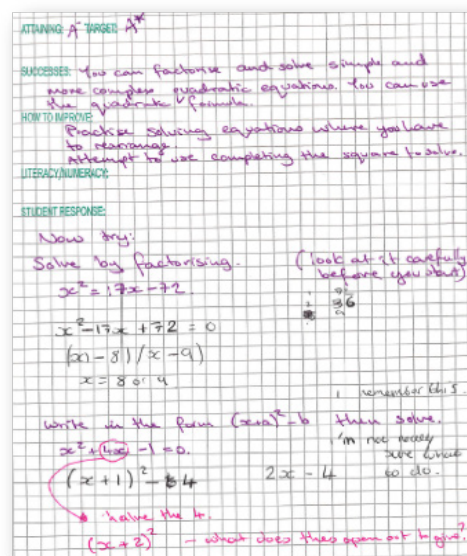 ATTAINING: A⁻ TARGET: A*
SUCCESSES: You can factorise and solve simple and
more complex quadratic equations. You can use
the quadratic formula.
HOW TO IMPROVE:
Practise solving equations where you have
to rearrange.
Attempt to use completing the square to solve.
LITERACY/NUMERACY:
STUDENT RESPONSE:
Now try:
Solve by factorising. (look at it carefully
before you start)
x² = 17x - 72
36
9
x² - 17x + 72 = 0
(x - 8)(x - 9)
x = 8 or 9
i remember this.
Write in the form (x+a)² - b then solve.
x² + 4x - 1 = 0.
i'm not really
sure what
to do.
(x + 1)² - 4 2x - 4
halve the 4.
(x + 2)² - what does this open out to give?